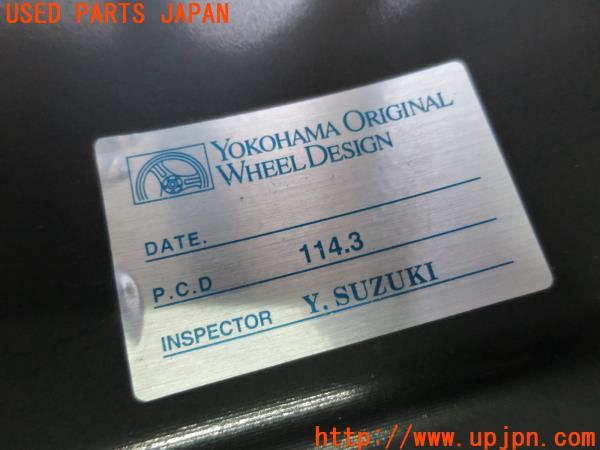 USED PARTS JAPAN
YOKOHAMA ORIGINAL
WHEEL DESIGN
DATE.
P.C.D 114.3
INSPECTOR Y. SUZUKI
http://www.upjpn.com/